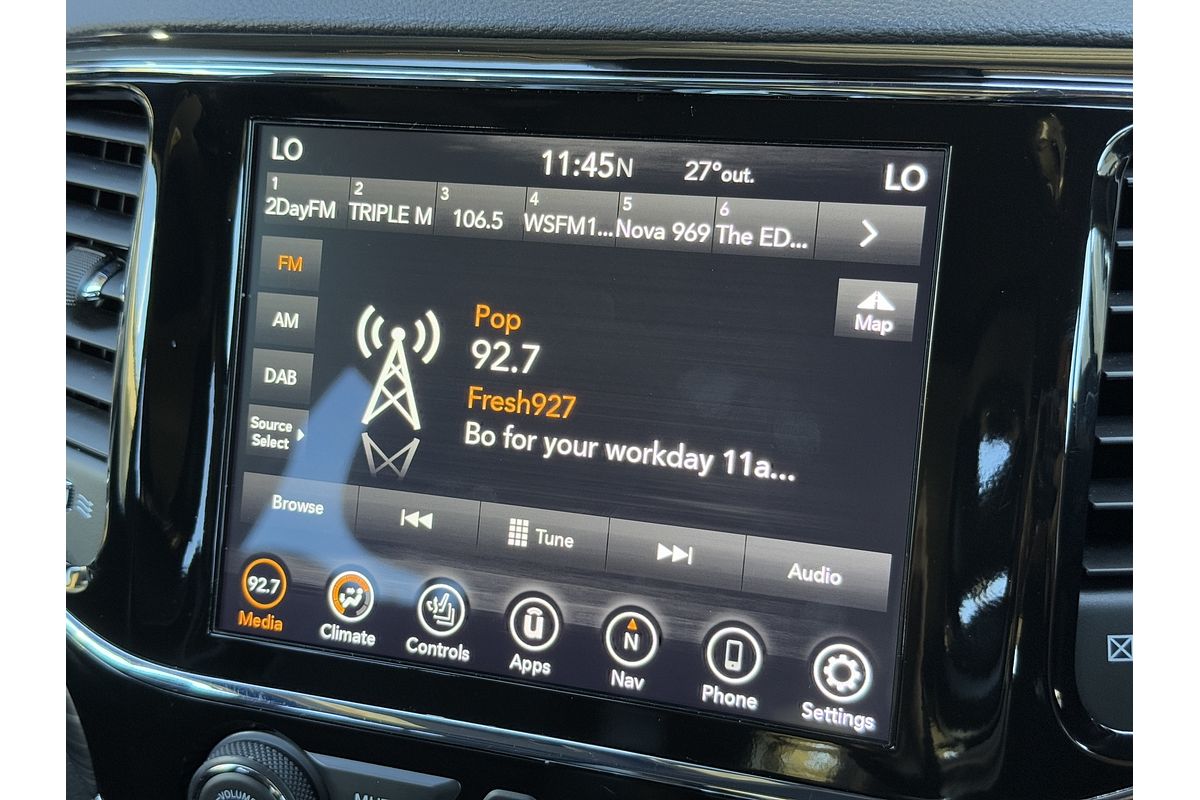 LO
11:45N
27°out.
LO
1
2DayFM
2
TRIPLE M
3
106.5
4
WSFM1...
5
Nova 969
6
The ED...
FM
AM
DAB
Source
Select
Map
Pop
92.7
Fresh927
Bo for your workday 11a...
Browse
Tune
Audio
92.7
Media
Climate
Controls
Apps
N
Nav
Phone
Settings
VOLUME